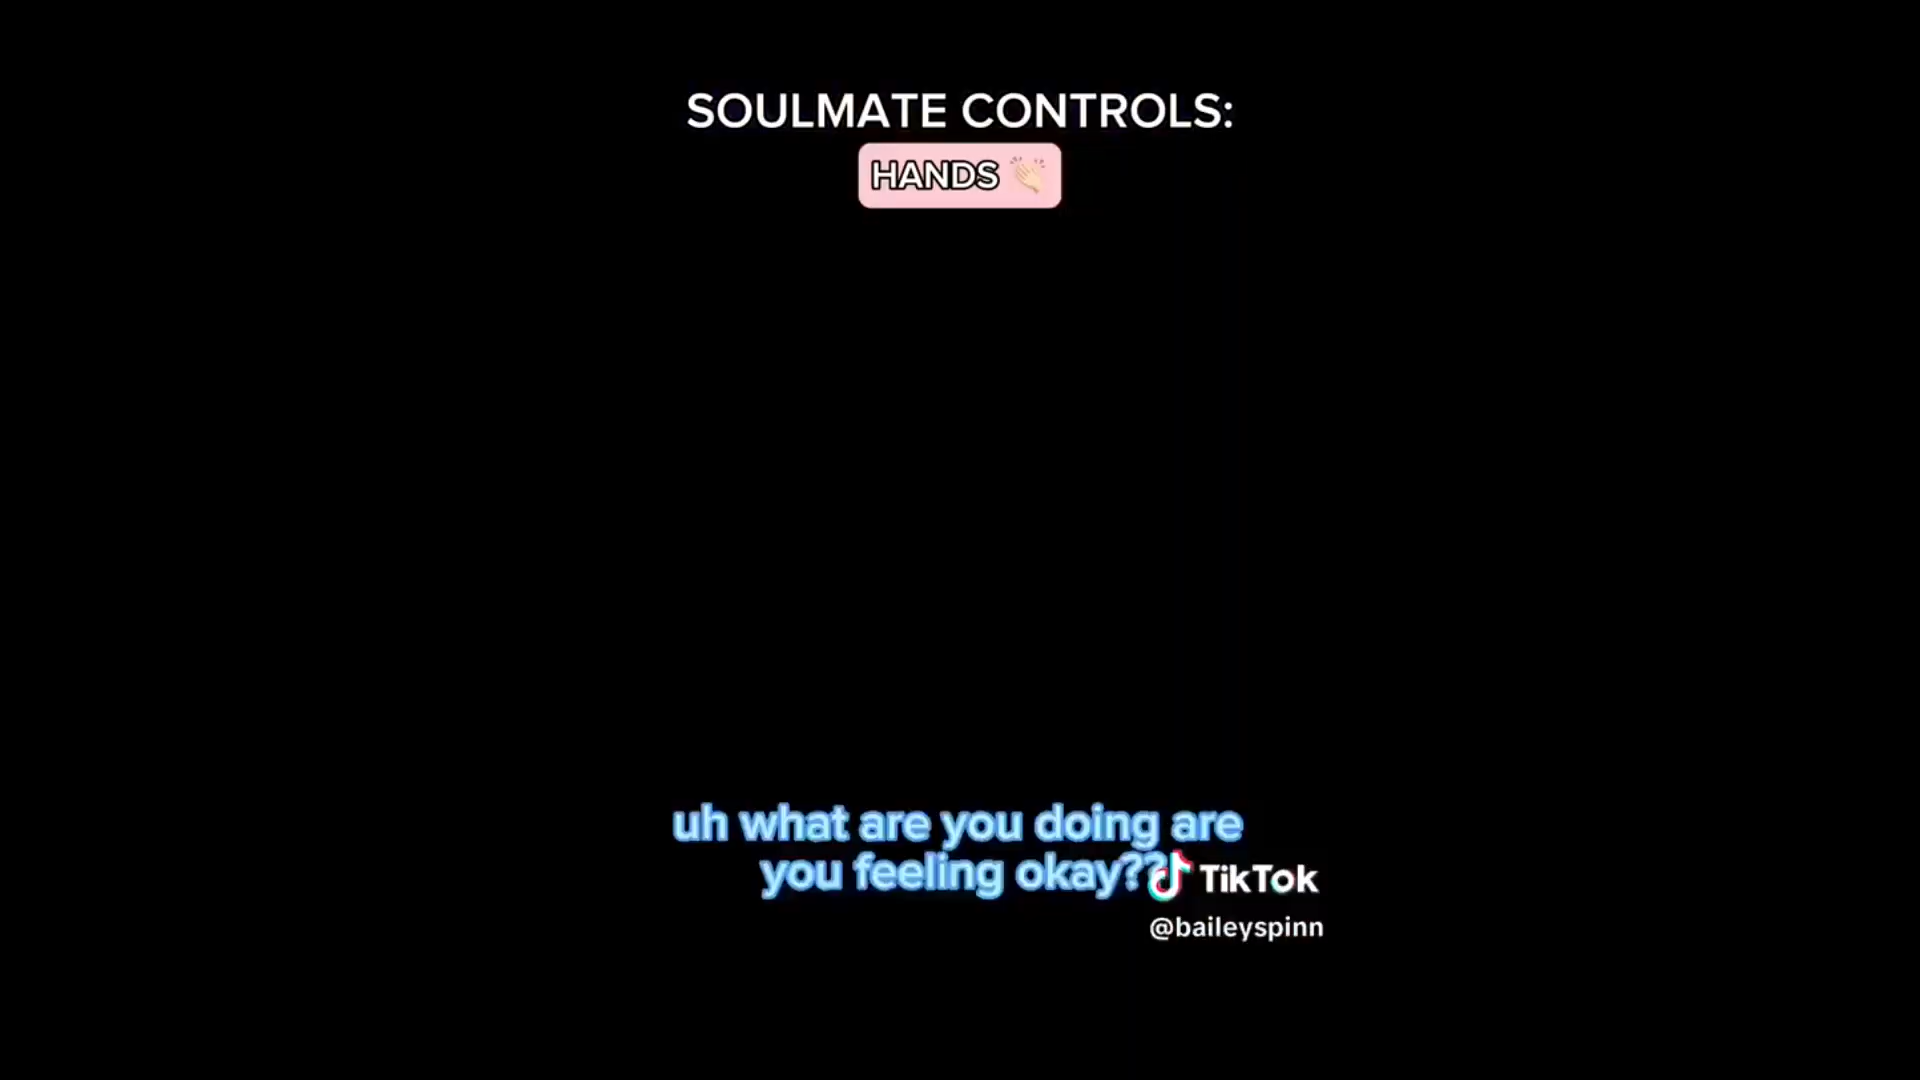 SOULMATE CONTROLS:
HANDS 👏🏻
uh what are you doing are
you feeling okay??
TikTok
@baileyspinn